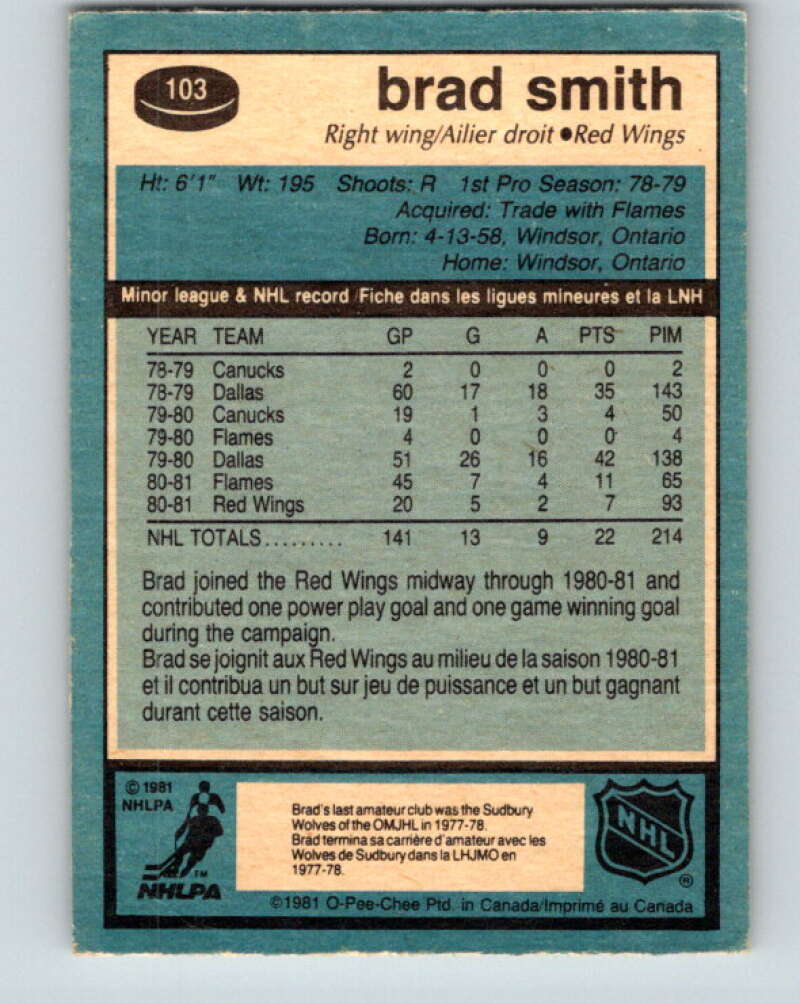 103
brad smith
Right wing/Ailier droit ●Red Wings
Ht: 6'1" Wt: 195 Shoots: R 1st Pro Season: 78-79
Acquired: Trade with Flames
Born: 4-13-58, Windsor, Ontario
Home: Windsor, Ontario
Minor league & NHL record/Fiche dans les ligues mineures et la LNH
YEAR TEAM GP G A PTS PIM
78-79 Canucks 2 0 0 0 2
78-79 Dallas 60 17 18 35 143
79-80 Canucks 19 1 3 4 50
79-80 Flames 4 0 0 0 4
79-80 Dallas 51 26 16 42 138
80-81 Flames 45 7 4 11 65
80-81 Red Wings 20 5 2 7 93
NHL TOTALS......... 141 13 9 22 214
Brad joined the Red Wings midway through 1980-81 and
contributed one power play goal and one game winning goal
during the campaign.
Brad se joignit aux Red Wings au milieu de la saison 1980-81
et il contribua un but sur jeu de puissance et un but gagnant
durant cette saison.
© 1981
NHLPA
TM
NHLPA
Brad's last amateur club was the Sudbury
Wolves of the OMJHL in 1977-78.
Brad termina sa carrière d'amateur avec les
Wolves de Sudbury dans la LHJMO en
1977-78.
NHL
®
©1981 O-Pee-Chee Ptd. in Canada/Imprimé au Canada